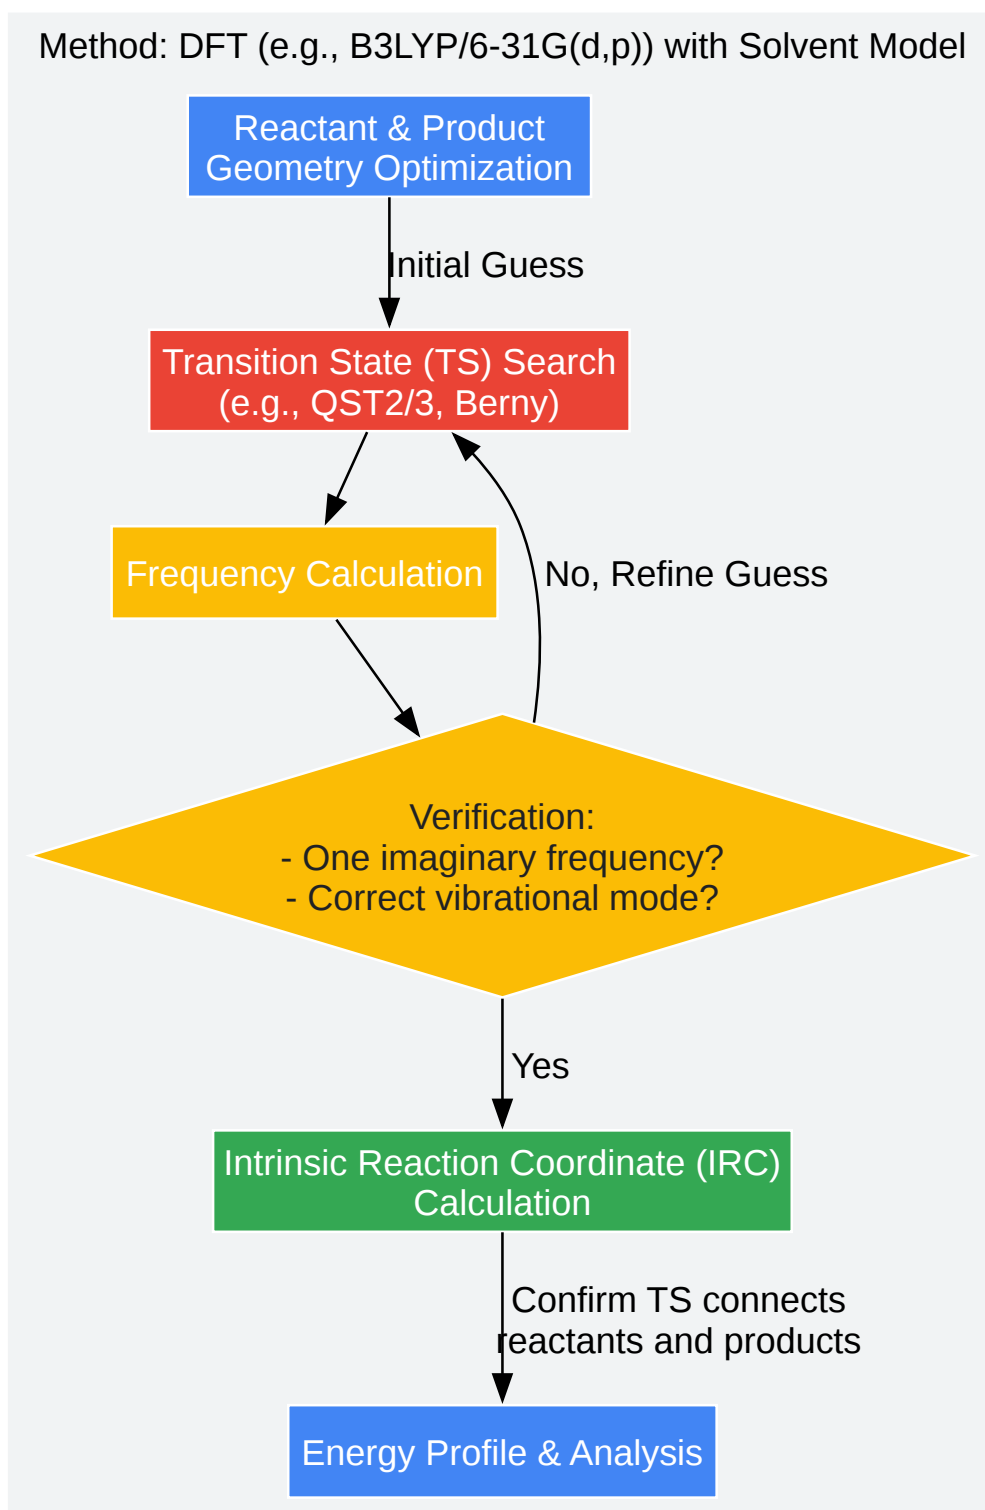 Method: DFT (e.g., B3LYP/6-31G(d,p)) with Solvent Model
Reactant & Product
Geometry Optimization
Initial Guess
Transition State (TS) Search
(e.g., QST2/3, Berny)
Frequency Calculation
No, Refine Guess
Verification:
- One imaginary frequency?
- Correct vibrational mode?
Yes
Intrinsic Reaction Coordinate (IRC)
Calculation
Confirm TS connects
reactants and products
Energy Profile & Analysis